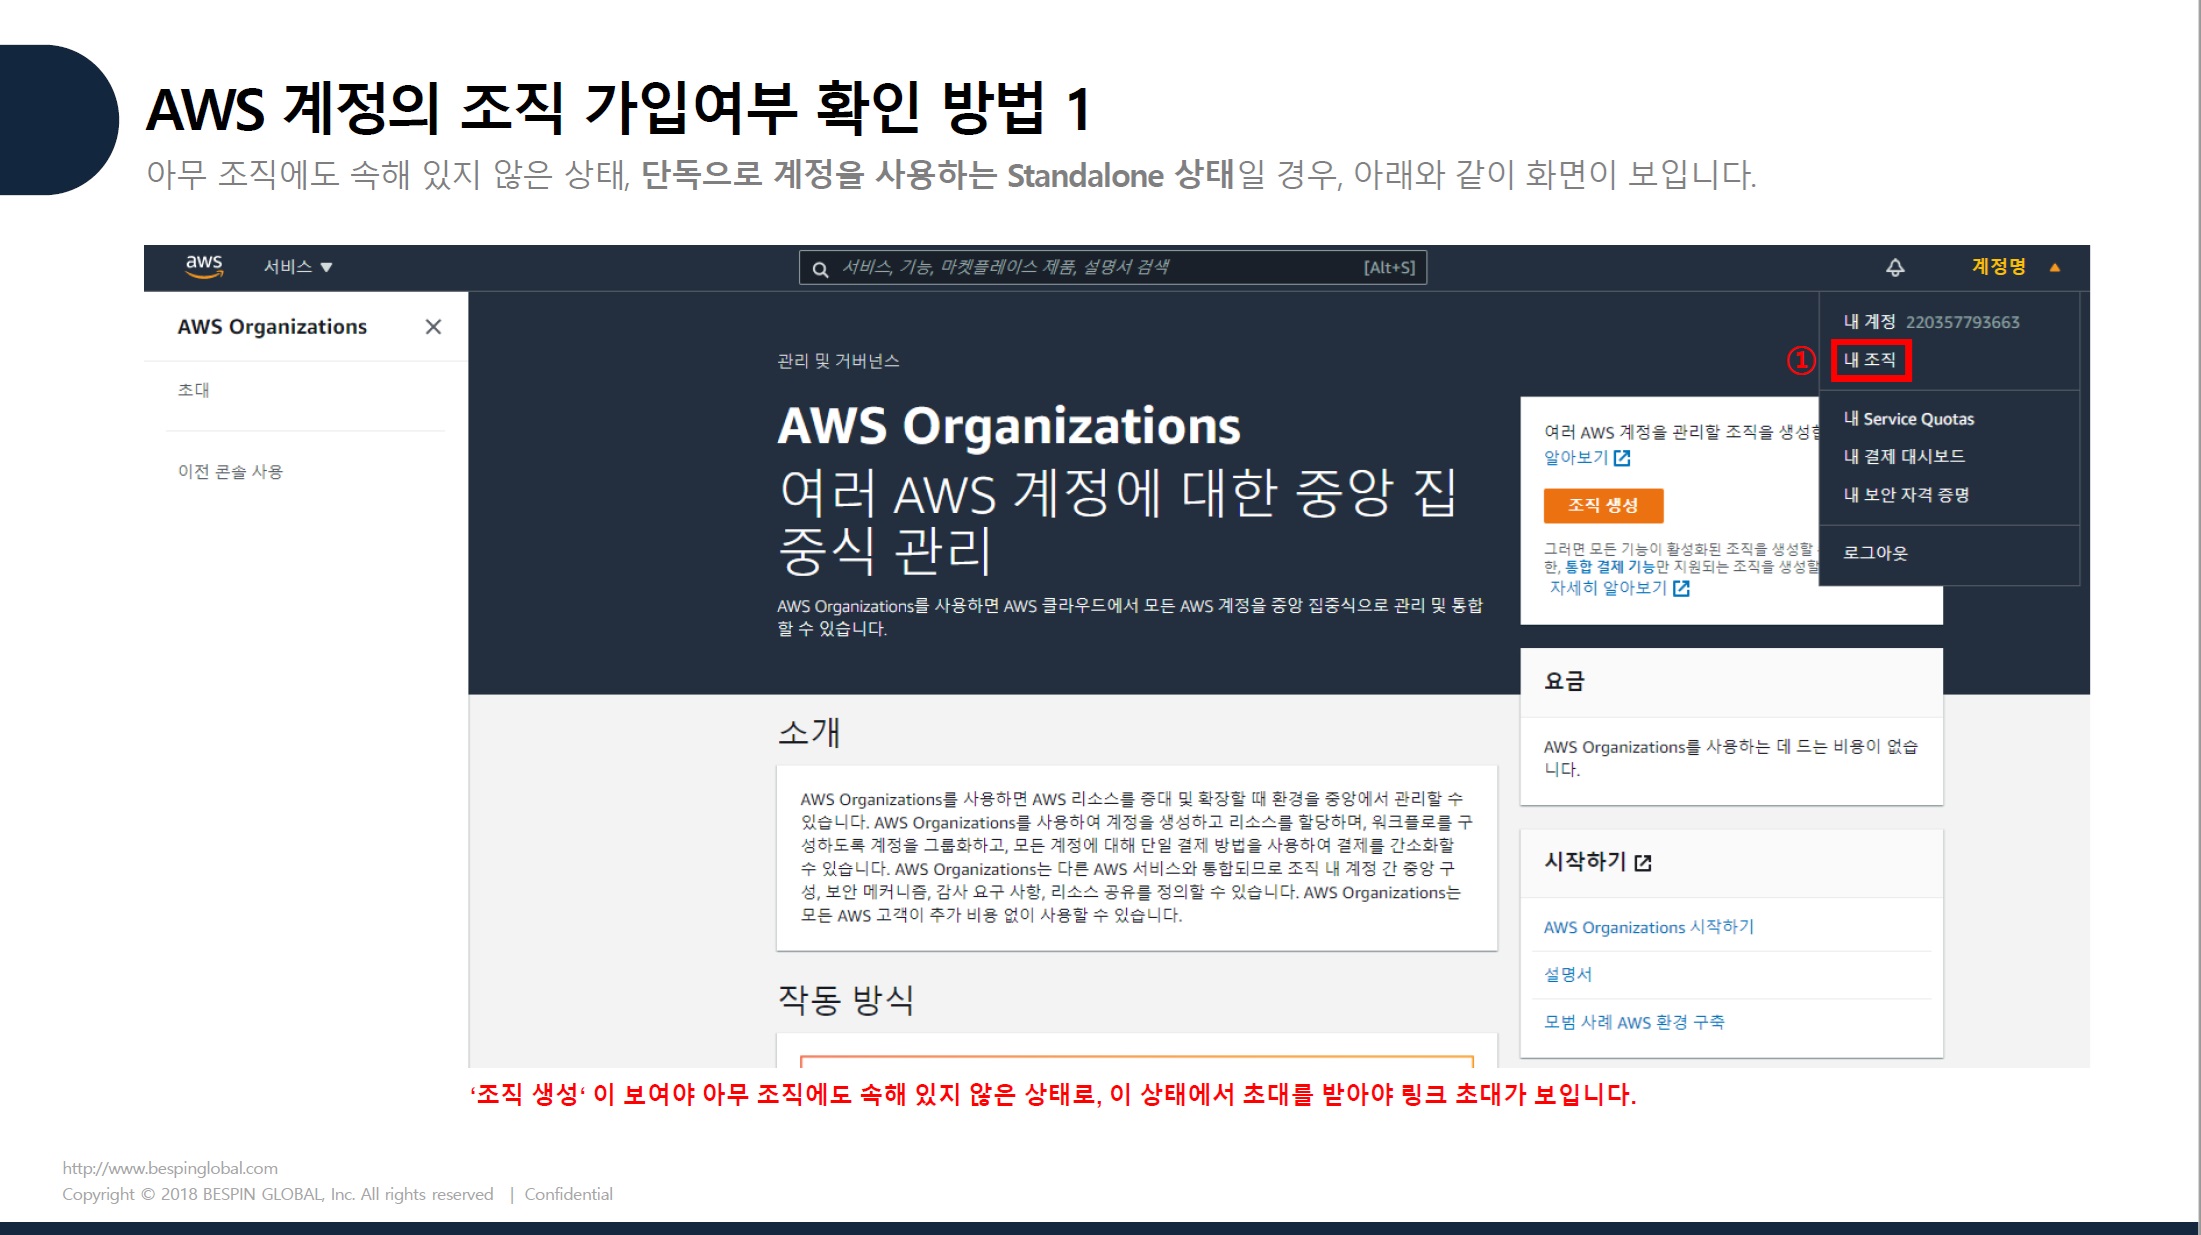 AWS 계정의 조직 가입여부 확인 방법 1
아무 조직에도 속해 있지 않은 상태, 단독으로 계정을 사용하는 Standalone 상태일 경우, 아래와 같이 화면이 보입니다.
aws
서비스 ▼
서비스, 기능, 마켓플레이스 제품, 설명서 검색 [Alt+S]
계정명 ▲
AWS Organizations ✕
초대
이전 콘솔 사용
관리 및 거버넌스
AWS Organizations
여러 AWS 계정에 대한 중앙 집
중식 관리
AWS Organizations를 사용하면 AWS 클라우드에서 모든 AWS 계정을 중앙 집중식으로 관리 및 통합
할 수 있습니다.
내 계정 220357793663
① 내 조직
내 Service Quotas
내 결제 대시보드
내 보안 자격 증명
로그아웃
여러 AWS 계정을 관리할 조직을 생성
알아보기
조직 생성
그러면 모든 기능이 활성화된 조직을 생성할
한, 통합 결제 기능만 지원되는 조직을 생성할
자세히 알아보기
요금
AWS Organizations를 사용하는 데 드는 비용이 없습
니다.
시작하기
AWS Organizations 시작하기
설명서
모범 사례 AWS 환경 구축
소개
AWS Organizations를 사용하면 AWS 리소스를 증대 및 확장할 때 환경을 중앙에서 관리할 수
있습니다. AWS Organizations를 사용하여 계정을 생성하고 리소스를 할당하며, 워크플로를 구
성하도록 계정을 그룹화하고, 모든 계정에 대해 단일 결제 방법을 사용하여 결제를 간소화할
수 있습니다. AWS Organizations는 다른 AWS 서비스와 통합되므로 조직 내 계정 간 중앙 구
성, 보안 메커니즘, 감사 요구 사항, 리소스 공유를 정의할 수 있습니다. AWS Organizations는
모든 AWS 고객이 추가 비용 없이 사용할 수 있습니다.
작동 방식
‘조직 생성‘ 이 보여야 아무 조직에도 속해 있지 않은 상태로, 이 상태에서 초대를 받아야 링크 초대가 보입니다.
http://www.bespinglobal.com
Copyright © 2018 BESPIN GLOBAL, Inc. All rights reserved | Confidential